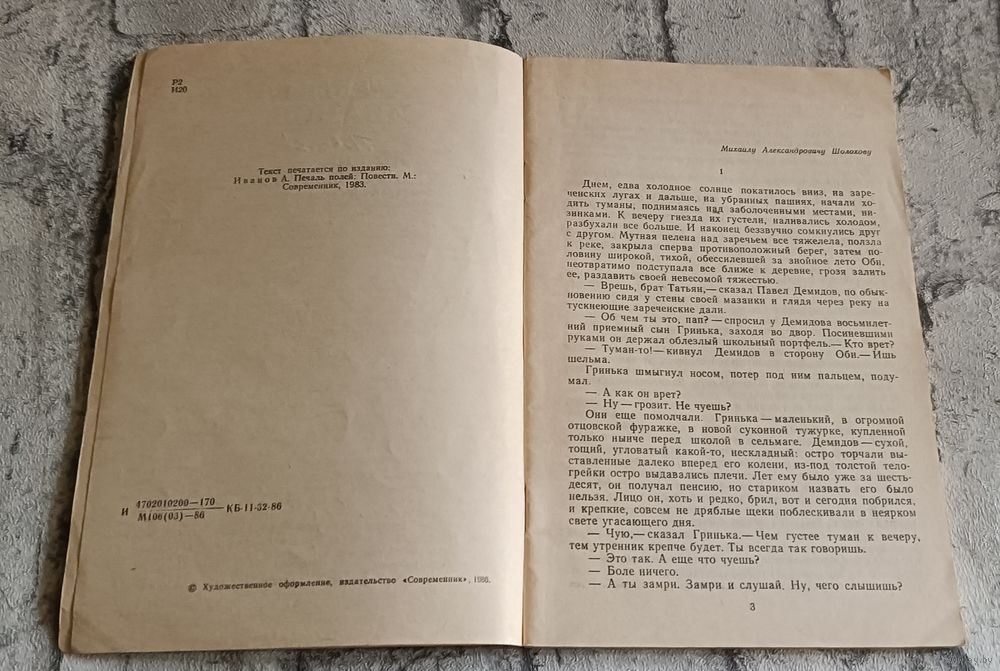 Р2
И20
Текст печатается по изданию:
Иванов А. Печаль полей: Повести. М.:
Современник, 1983.
И 4702010200—170
М106(03)—86
КБ-11-32-86
© Художественное оформление, издательство «Современник», 1986.
Михаилу Александровичу Шолохову
1
Днем, едва холодное солнце покатилось вниз, на заре-
ченских лугах и дальше, на убранных пашнях, начали хо-
дить туманы, поднимаясь над заболоченными местами, ни-
зинками. К вечеру гнезда их густели, наливались холодом,
разбухали все больше. И наконец беззвучно сомкнулись друг
с другом. Мутная пелена над заречьем все тяжелела, ползла
к реке, закрыла сперва противоположный берег, затем по-
ловину широкой, тихой, обессилевшей за знойное лето Оби,
неотвратимо подступала все ближе к деревне, грозя залить
ее, раздавить своей невесомой тяжестью.
— Врешь, брат Татьян,— сказал Павел Демидов, по обык-
новению сидя у стены своей мазанки и глядя через реку на
тускнеющие зареченские дали.
— Об чем ты это, пап? — спросил у Демидова восьмилет-
ний приемный сын Гринька, заходя во двор. Посиневшими
руками он держал облезлый школьный портфель.— Кто врет?
— Туман-то!— кивнул Демидов в сторону Оби.— Ишь
шельма.
Гринька шмыгнул носом, потер под ним пальцем, поду-
мал.
— А как он врет?
— Ну — грозит. Не чуешь?
Они еще помолчали. Гринька — маленький, в огромной
отцовской фуражке, в новой суконной тужурке, купленной
только нынче перед школой в сельмаге. Демидов — сухой,
тощий, угловатый какой-то, нескладный: остро торчали вы-
ставленные далеко вперед его колени, из-под толстой тело-
грейки остро выдавались плечи. Лет ему было уже за шесть-
десят, он получал пенсию, но стариком назвать его было
нельзя. Лицо он, хоть и редко, брил, вот и сегодня побрился,
и крепкие, совсем не дряблые щеки поблескивали в неярком
свете угасающего дня.
— Чую,— сказал Гринька.— Чем густее туман к вечеру,
тем утренник крепче будет. Ты всегда так говоришь.
— Это так. А еще что чуешь?
— Боле ничего.
— А ты замри. Замри и слушай. Ну, чего слышишь?
3